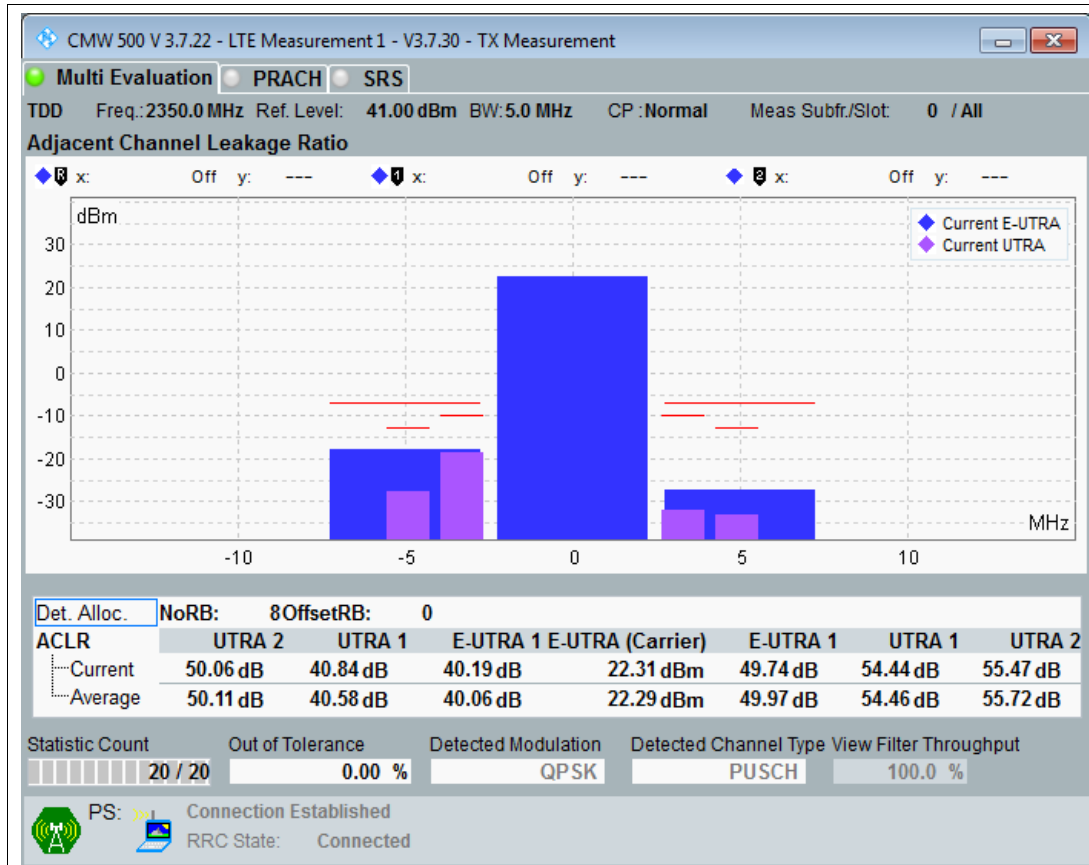 CMW 500 V 3.7.22 - LTE Measurement 1 - V3.7.30 - TX Measurement
Multi Evaluation PRACH SRS
TDD Freq.: 2350.0 MHz Ref. Level: 41.00 dBm BW: 5.0 MHz CP : Normal Meas Subfr./Slot: 0 / All
Adjacent Channel Leakage Ratio
R x: Off y: --- 1 x: Off y: --- 2 x: Off y: ---
dBm
Current E-UTRA
Current UTRA
30
20
10
0
-10
-20
-30
MHz
-10 -5 0 5 10
Det. Alloc. NoRB: 8 OffsetRB: 0
ACLR UTRA 2 UTRA 1 E-UTRA 1 E-UTRA (Carrier) E-UTRA 1 UTRA 1 UTRA 2
Current 50.06 dB 40.84 dB 40.19 dB 22.31 dBm 49.74 dB 54.44 dB 55.47 dB
Average 50.11 dB 40.58 dB 40.06 dB 22.29 dBm 49.97 dB 54.46 dB 55.72 dB
Statistic Count Out of Tolerance Detected Modulation Detected Channel Type View Filter Throughput
20 / 20 0.00 % QPSK PUSCH 100.0 %
PS: Connection Established
RRC State: Connected